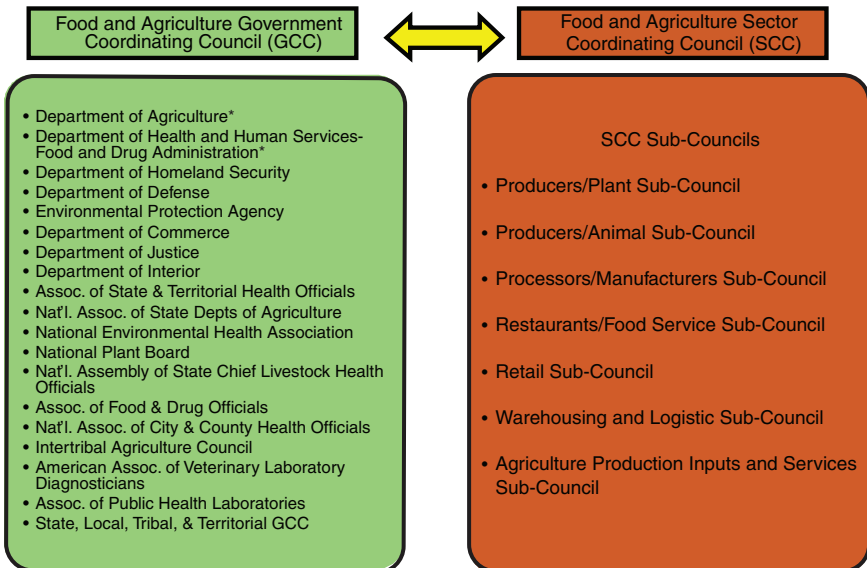 Food and Agriculture Government
Coordinating Council (GCC)
Food and Agriculture Sector
Coordinating Council (SCC)
• Department of Agriculture*
• Department of Health and Human Services-
Food and Drug Administration*
• Department of Homeland Security
• Department of Defense
• Environmental Protection Agency
• Department of Commerce
• Department of Justice
• Department of Interior
• Assoc. of State & Territorial Health Officials
• Nat'l. Assoc. of State Depts of Agriculture
• National Environmental Health Association
• National Plant Board
• Nat'l. Assembly of State Chief Livestock Health
Officials
• Assoc. of Food & Drug Officials
• Nat'l. Assoc. of City & County Health Officials
• Intertribal Agriculture Council
• American Assoc. of Veterinary Laboratory
Diagnosticians
• Assoc. of Public Health Laboratories
• State, Local, Tribal, & Territorial GCC
SCC Sub-Councils
• Producers/Plant Sub-Council
• Producers/Animal Sub-Council
• Processors/Manufacturers Sub-Council
• Restaurants/Food Service Sub-Council
• Retail Sub-Council
• Warehousing and Logistic Sub-Council
• Agriculture Production Inputs and Services
Sub-Council